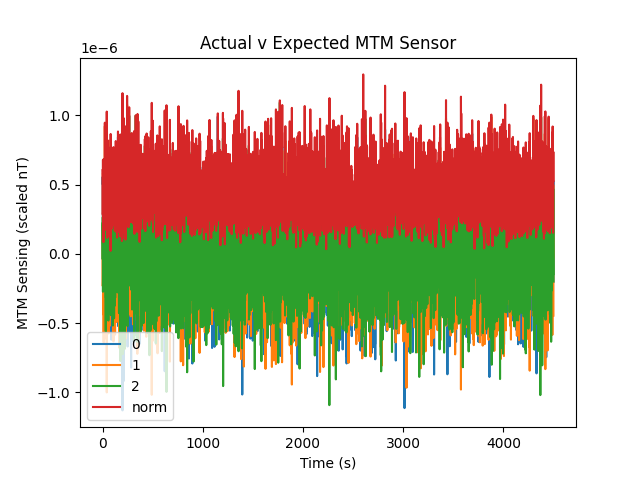 Actual v Expected MTM Sensor
1e−6
MTM Sensing (scaled nT)
1.0
0.5
0.0
−0.5
−1.0
0
1
2
norm
0 1000 2000 3000 4000
Time (s)